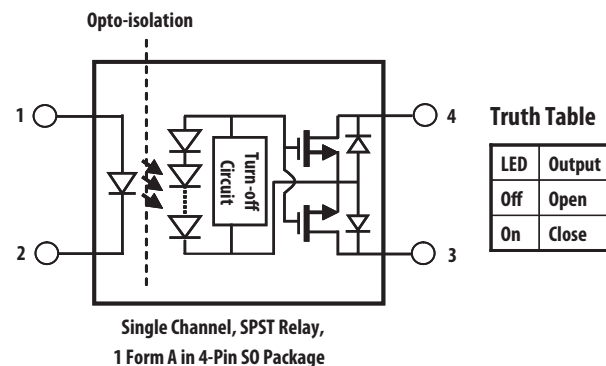 Opto-isolation
1
2
Turn-off
Circuit
4
3
Truth Table
LED Output
Off Open
On Close
Single Channel, SPST Relay,
1 Form A in 4-Pin SO Package